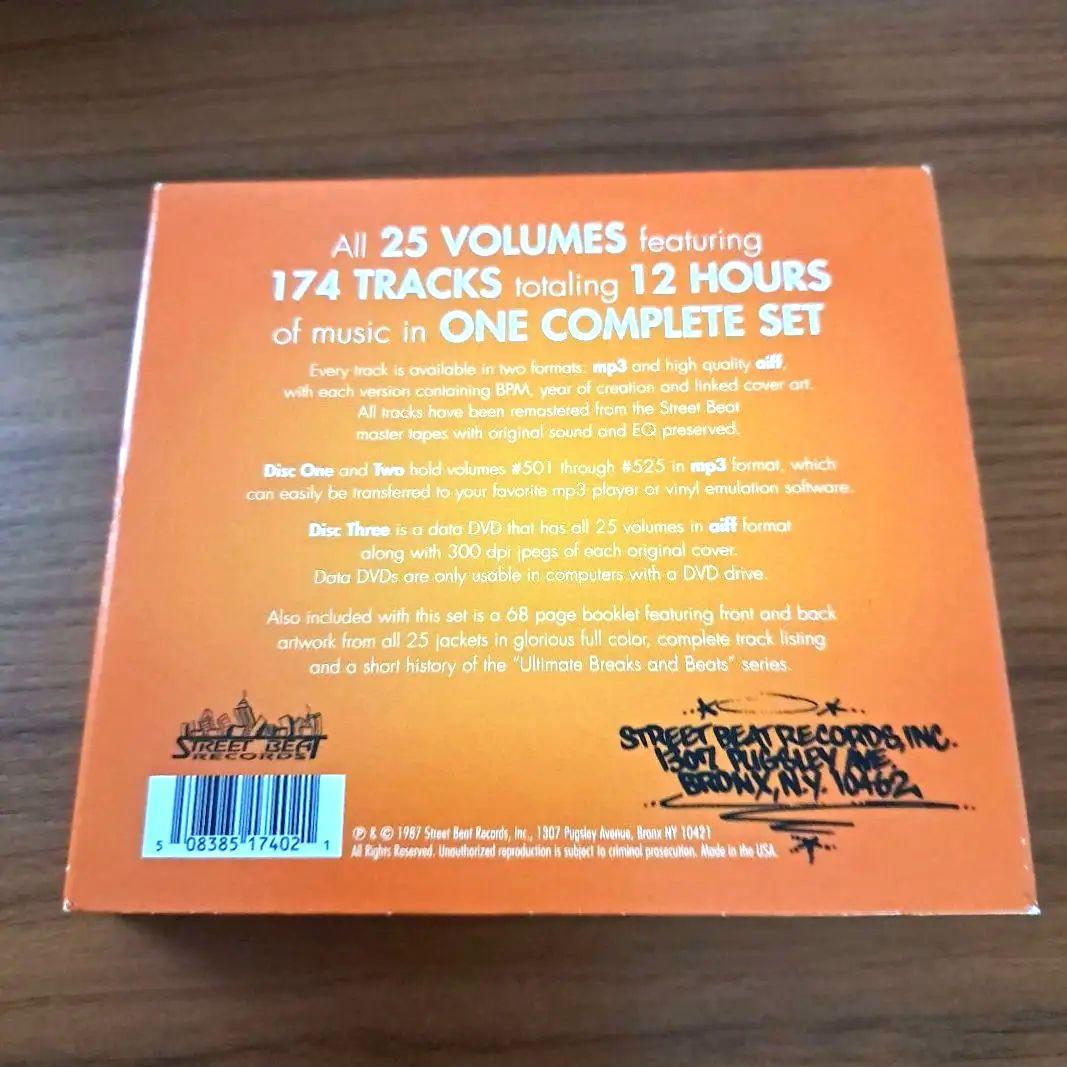 All 25 VOLUMES featuring
174 TRACKS totaling 12 HOURS
of music in ONE COMPLETE SET
Every track is available in two formats: mp3 and high quality aiff,
with each version containing BPM, year of creation and linked cover art.
All tracks have been remastered from the Street Beat
master tapes with original sound and EQ preserved.
Disc One and Two hold volumes #501 through #525 in mp3 format, which
can easily be transferred to your favorite mp3 player or vinyl emulation software.
Disc Three is a data DVD that has all 25 volumes in aiff format
along with 300 dpi jpegs of each original cover.
Data DVDs are only usable in computers with a DVD drive.
Also included with this set is a 68 page booklet featuring front and back
artwork from all 25 jackets in glorious full color, complete track listing
and a short history of the "Ultimate Breaks and Beats" series.
STREET BEAT
RECORDS
STREET BEAT RECORDS, INC.
1307 PUGSLEY AVE.
BRONX, N.Y. 10462
5 08385 17402 1
℗ & © 1987 Street Beat Records, Inc., 1307 Pugsley Avenue, Bronx NY 10421
All Rights Reserved. Unauthorized reproduction is subject to criminal prosecution. Made in the USA.